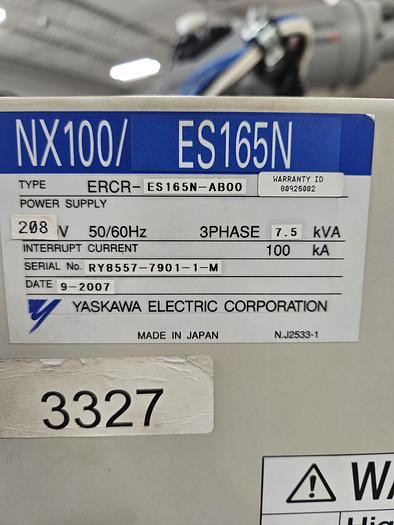 NX100/ ES165N
TYPE ERCR-ES165N-AB00
WARRANTY ID
80926002
POWER SUPPLY
208 V 50/60Hz 3PHASE 7.5 kVA
INTERRUPT CURRENT 100 kA
SERIAL No. RY8557-7901-1-M
DATE 9-2007
YASKAWA ELECTRIC CORPORATION
MADE IN JAPAN N.J2533-1
3327